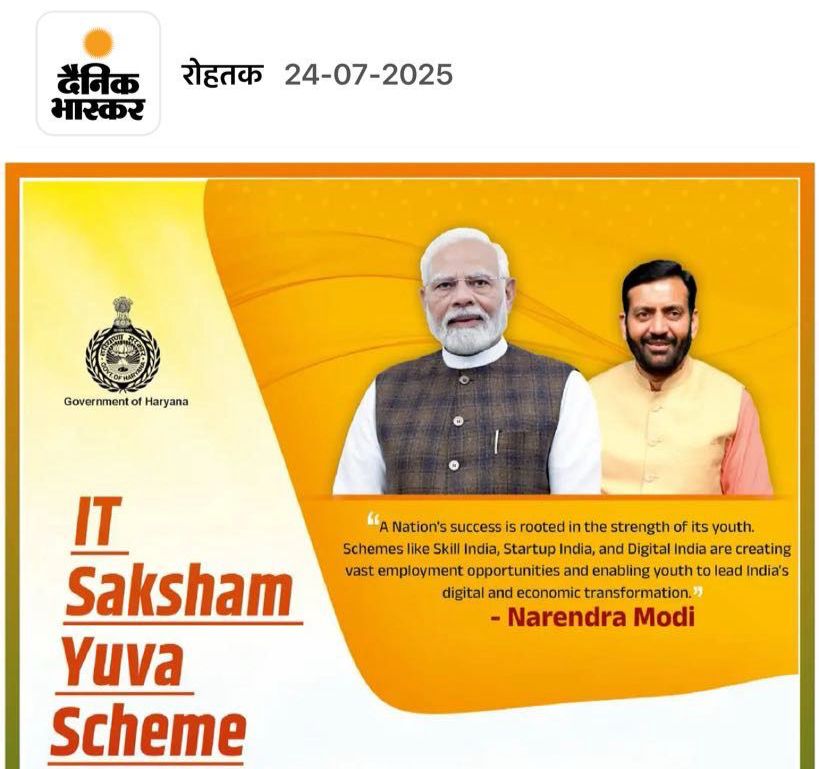 दैनिक
भास्कर
रोहतक 24-07-2025
Government of Haryana
IT
Saksham
Yuva
Scheme
“A Nation's success is rooted in the strength of its youth.
Schemes like Skill India, Startup India, and Digital India are creating
vast employment opportunities and enabling youth to lead India's
digital and economic transformation.”
- Narendra Modi